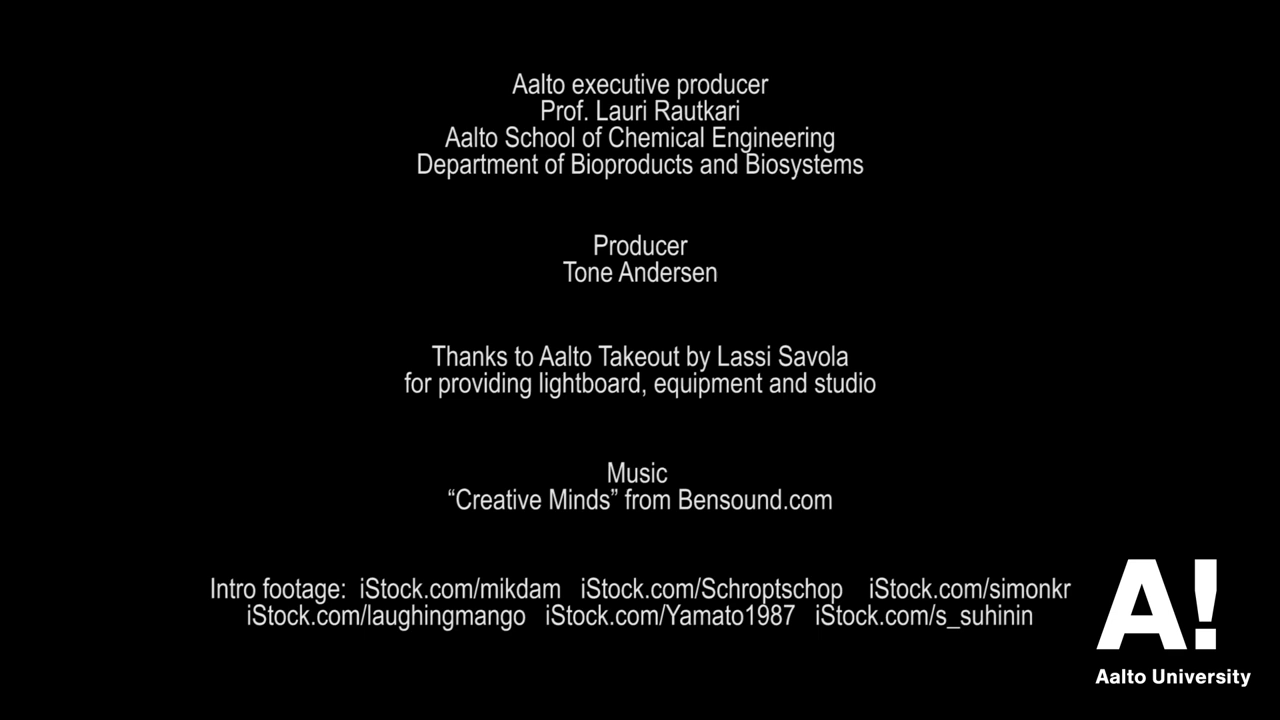 Aalto executive producer
Prof. Lauri Rautkari
Aalto School of Chemical Engineering
Department of Bioproducts and Biosystems
Producer
Tone Andersen
Thanks to Aalto Takeout by Lassi Savola
for providing lightboard, equipment and studio
Music
“Creative Minds” from Bensound.com
Intro footage:  iStock.com/mikdam   iStock.com/Schroptschop    iStock.com/simonkr
iStock.com/laughingmango   iStock.com/Yamato1987   iStock.com/s_suhinin
A!
Aalto University